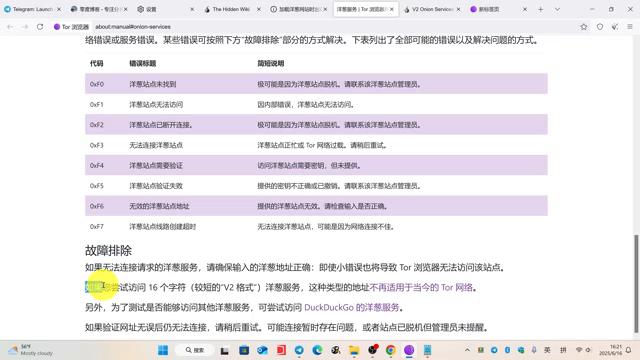 Telegram: Launch
零度博客 - 专注分
设置
The Hidden Wiki
加载洋葱网站时出
洋葱服务 | Tor 浏览器
V2 Onion Services
新标签页
Tor 浏览器 about:manual#onion-services
络错误或服务错误。某些错误可按照下方“故障排除”部分的方式解决。下表列出了全部可能的错误以及解决问题的方式。
代码 错误标题 简短说明
0xF0 洋葱站点未找到 极可能是因为洋葱站点脱机。请联系该洋葱站点管理员。
0xF1 洋葱站点无法访问 因内部错误,洋葱站点无法访问。
0xF2 洋葱站点已断开连接。 极可能是因为洋葱站点脱机。请联系该洋葱站点管理员。
0xF3 无法连接洋葱站点 洋葱站点正忙或 Tor 网络过载。请稍后重试。
0xF4 洋葱站点需要验证 访问洋葱站点需要密钥,但未提供。
0xF5 洋葱站点验证失败 提供的密钥不正确或已撤销。请联系该洋葱站点管理员。
0xF6 无效的洋葱站点地址 提供的洋葱站点无效。请检查输入是否正确。
0xF7 洋葱站点线路创建超时 无法连接洋葱站点,可能是因为网络连接不佳。
故障排除
如果无法连接请求的洋葱服务,请确保输入的洋葱地址正确:即使小错误也将导致 Tor 浏览器无法访问该站点。
如果您尝试访问 16 个字符(较短的“V2 格式”)洋葱服务,这种类型的地址不再适用于当今的 Tor 网络。
另外,为了测试是否能够访问其他洋葱服务,可尝试访问 DuckDuckGo 的洋葱服务。
如果验证网址无误后仍无法连接,请稍后重试。可能连接暂时存在问题,或者站点已脱机但管理员未提醒。
56°F
Mostly cloudy
搜索
英 拼
16:21
2025/6/16